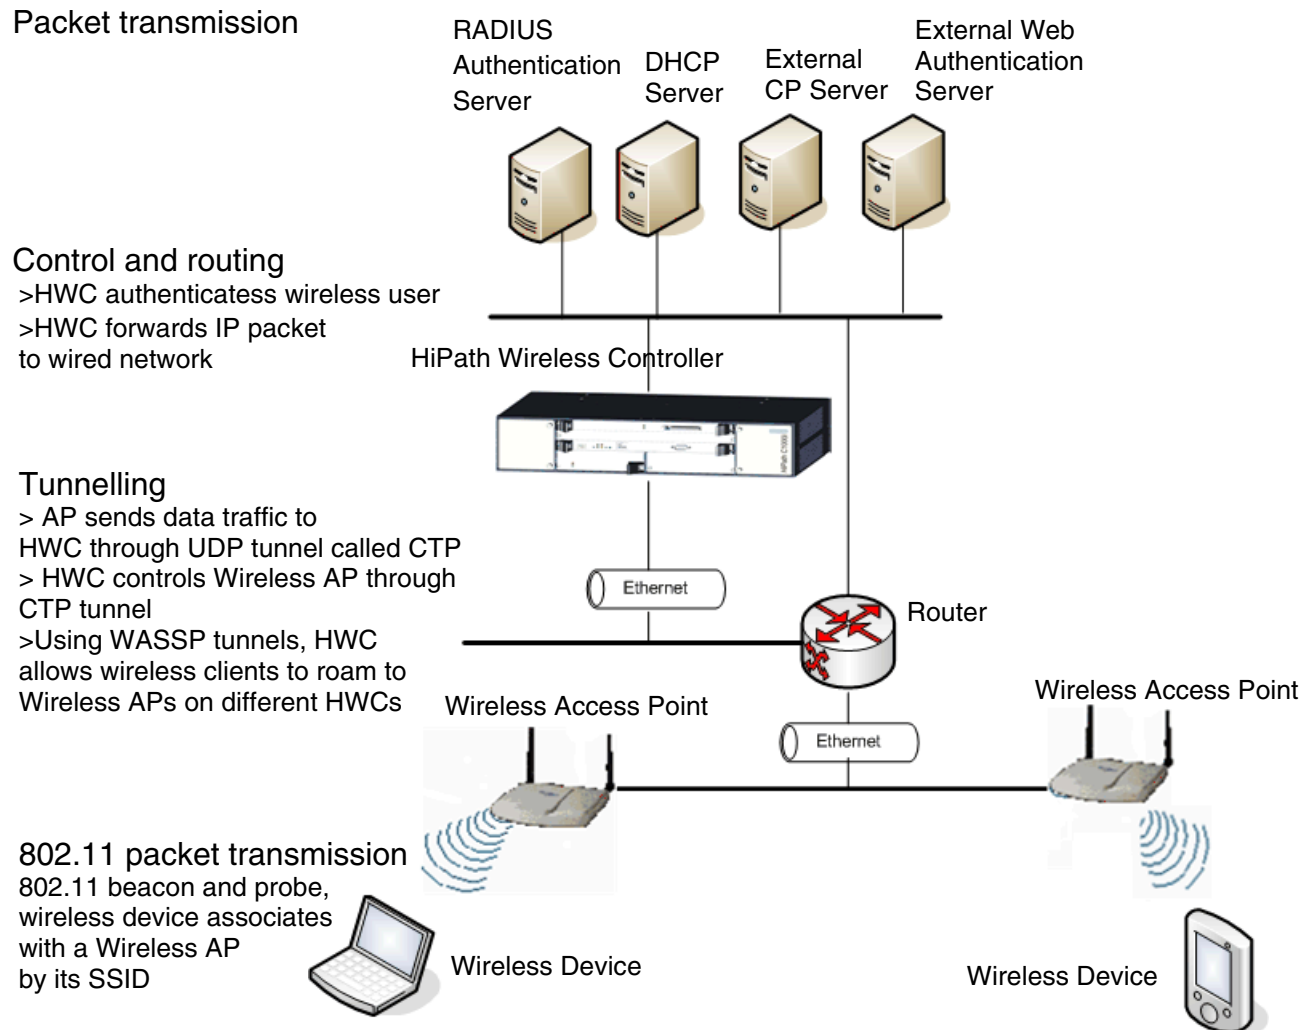 Packet transmission
RADIUS
Authentication
Server
DHCP
Server
External
CP Server
External Web
Authentication
Server
Control and routing
>HWC authenticatess wireless user
>HWC forwards IP packet
to wired network
HiPath Wireless Controller
HiPath C1000
Tunnelling
> AP sends data traffic to
HWC through UDP tunnel called CTP
> HWC controls Wireless AP through
CTP tunnel
>Using WASSP tunnels, HWC
allows wireless clients to roam to
Wireless APs on different HWCs
Ethernet
Router
Wireless Access Point
Ethernet
Wireless Access Point
802.11 packet transmission
802.11 beacon and probe,
wireless device associates
with a Wireless AP
by its SSID
Wireless Device
Wireless Device